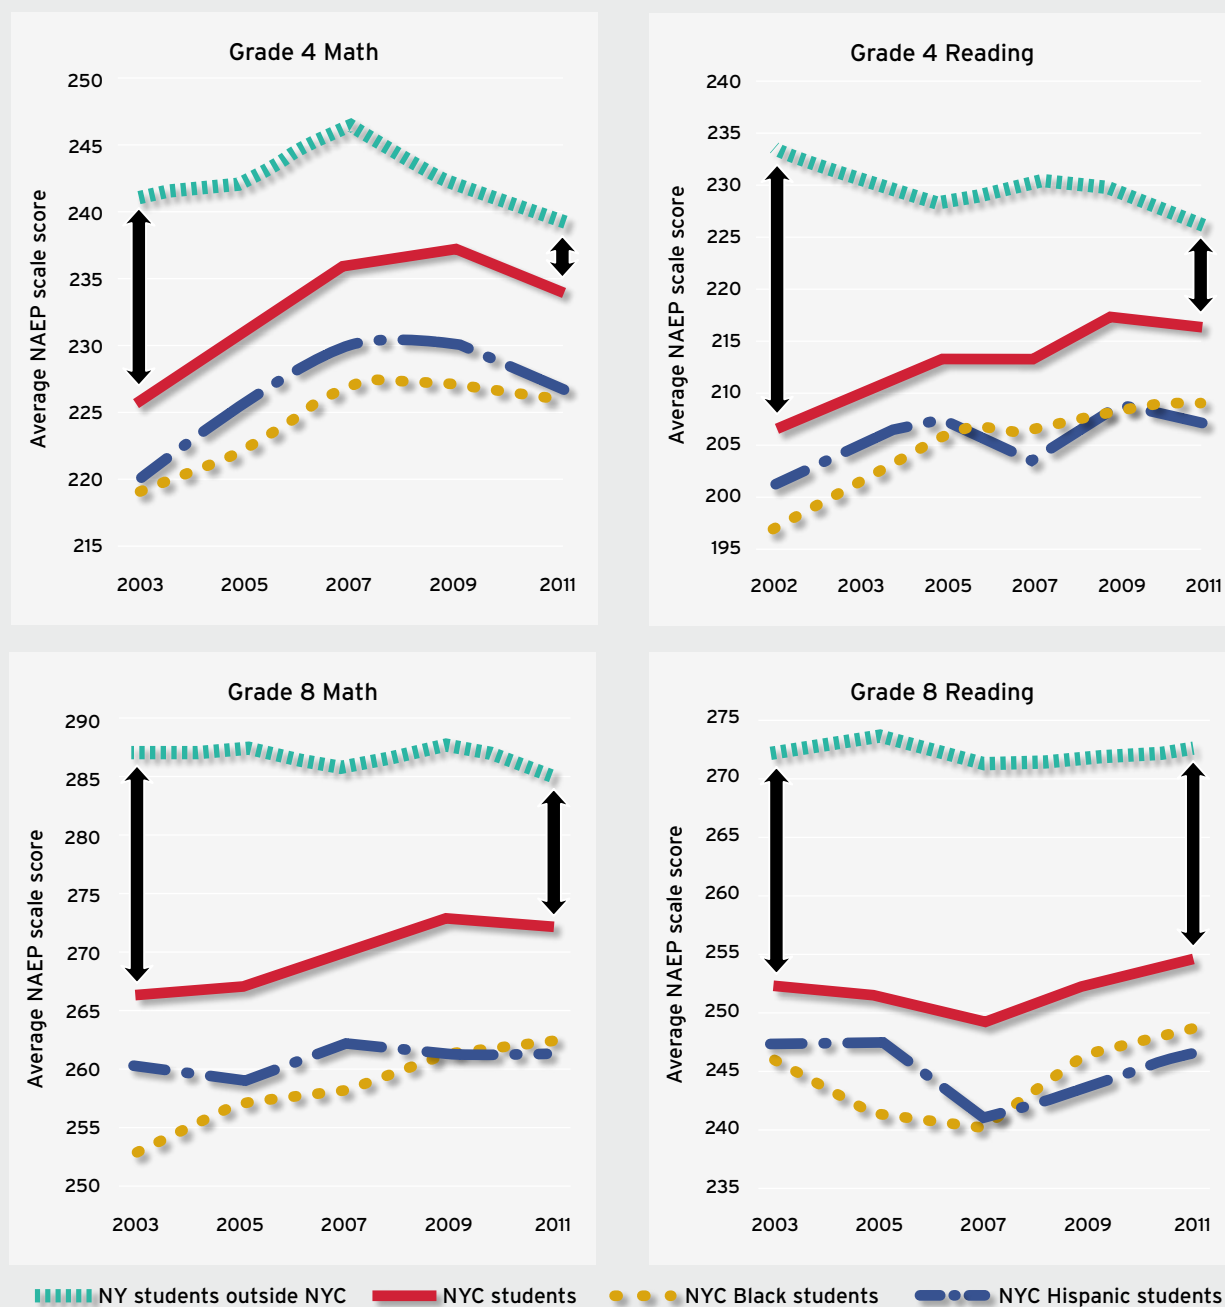 Grade 4 Math
Average NAEP scale score
250
245
240
235
230
225
220
215
2003 2005 2007 2009 2011
Grade 4 Reading
Average NAEP scale score
240
235
230
225
220
215
210
205
200
195
2002 2003 2005 2007 2009 2011
Grade 8 Math
Average NAEP scale score
290
285
280
275
270
265
260
255
250
2003 2005 2007 2009 2011
Grade 8 Reading
Average NAEP scale score
275
270
265
260
255
250
245
240
235
2003 2005 2007 2009 2011
NY students outside NYC NYC students NYC Black students NYC Hispanic students